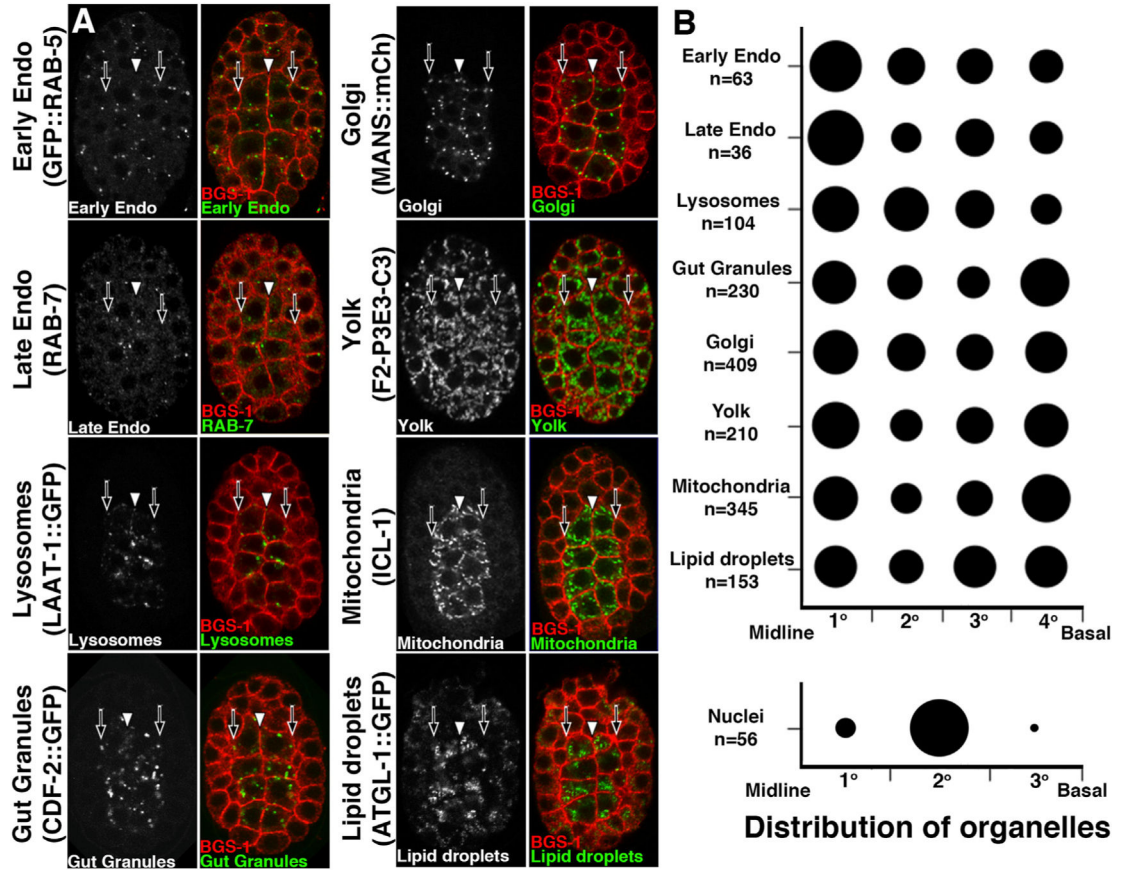 A
Early Endo
(GFP::RAB-5)
Early Endo
BGS-1
Early Endo
Late Endo
(RAB-7)
Late Endo
BGS-1
RAB-7
Lysosomes
(LAAT-1::GFP)
Lysosomes
BGS-1
Lysosomes
Gut Granules
(CDF-2::GFP)
Gut Granules
BGS-1
Gut Granules
Golgi
(MANS::mCh)
Golgi
BGS-1
Golgi
Yolk
(F2-P3E3-C3)
Yolk
BGS-1
Yolk
Mitochondria
(ICL-1)
Mitochondria
BGS-1
Mitochondria
Lipid droplets
(ATGL-1::GFP)
Lipid droplets
BGS-1
Lipid droplets
B
Early Endo
n=63
Late Endo
n=36
Lysosomes
n=104
Gut Granules
n=230
Golgi
n=409
Yolk
n=210
Mitochondria
n=345
Lipid droplets
n=153
Midline 1° 2° 3° 4° Basal
Nuclei
n=56
Midline 1° 2° 3° Basal
Distribution of organelles